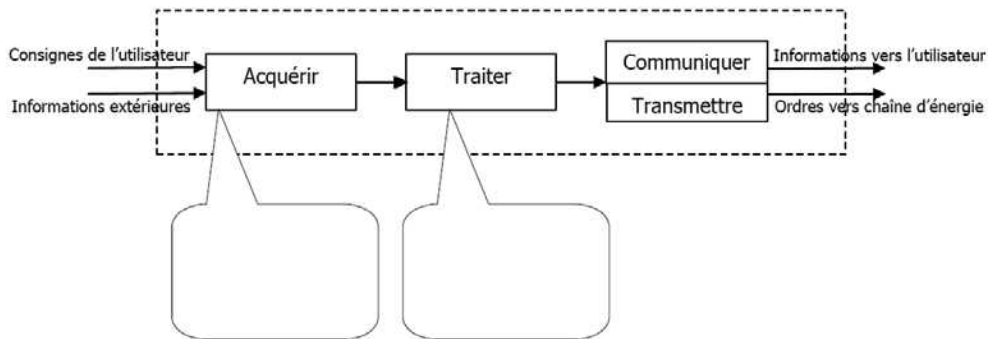 Consignes de l'utilisateur
Informations extérieures
Acquérir
Traiter
Communiquer
Transmettre
Informations vers l'utilisateur
Ordres vers chaîne d'énergie